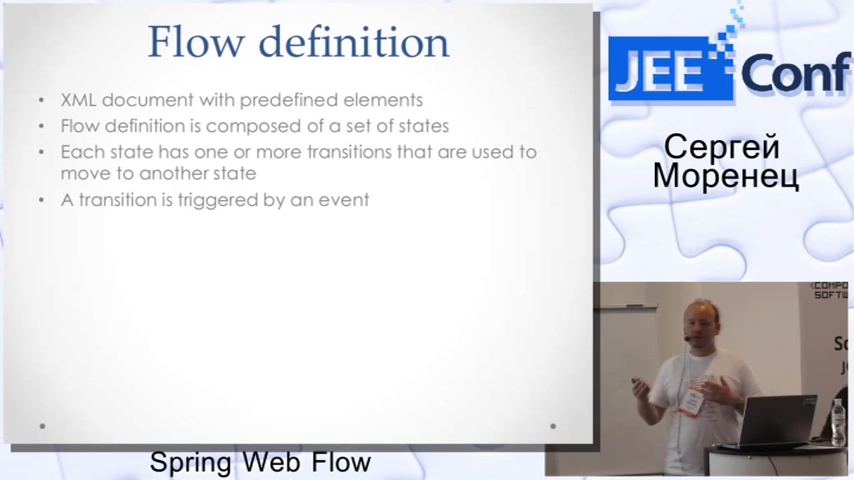 Flow definition
• XML document with predefined elements
• Flow definition is composed of a set of states
• Each state has one or more transitions that are used to
move to another state
• A transition is triggered by an event
JEE Conf
Сергей
Моренец
Spring Web Flow